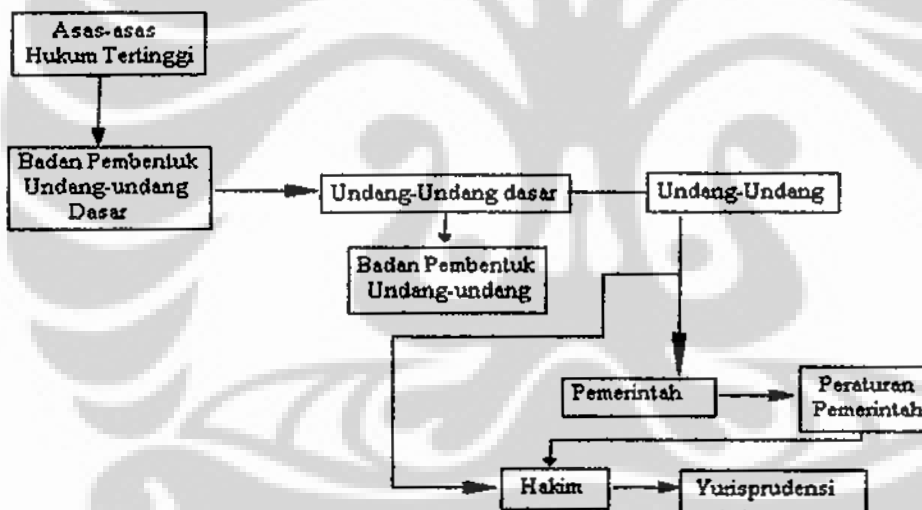 Asas-asas
Hukum Tertinggi
Badan Pembentuk
Undang-undang
Dasar
Undang-Undang dasar
Undang-Undang
Badan Pembentuk
Undang-undang
Pemerintah
Peraturan
Pemerintah
Hakim
Yurisprudensi